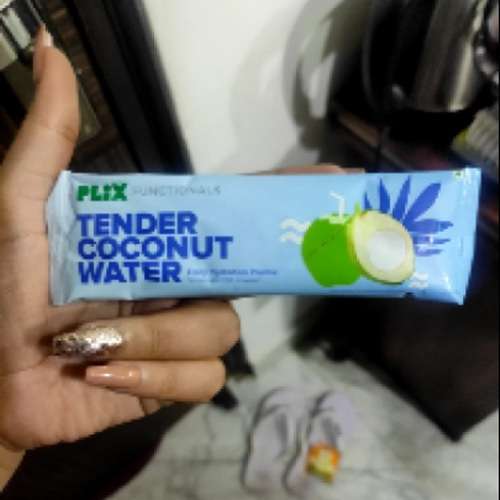 PLIX FUNCTIONALS
TENDER
COCONUT
WATER